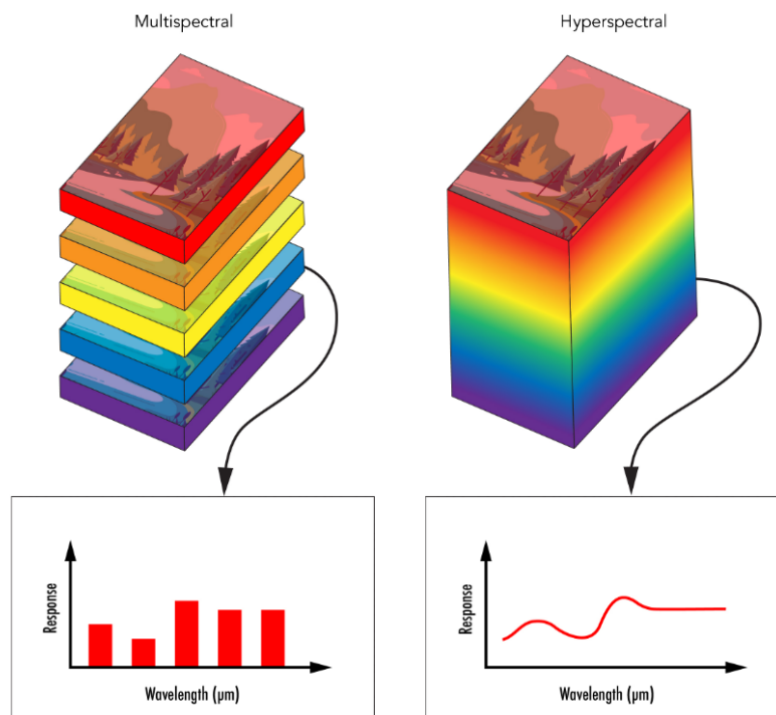 Multispectral
Hyperspectral
Response
Wavelength (µm)
Response
Wavelength (µm)